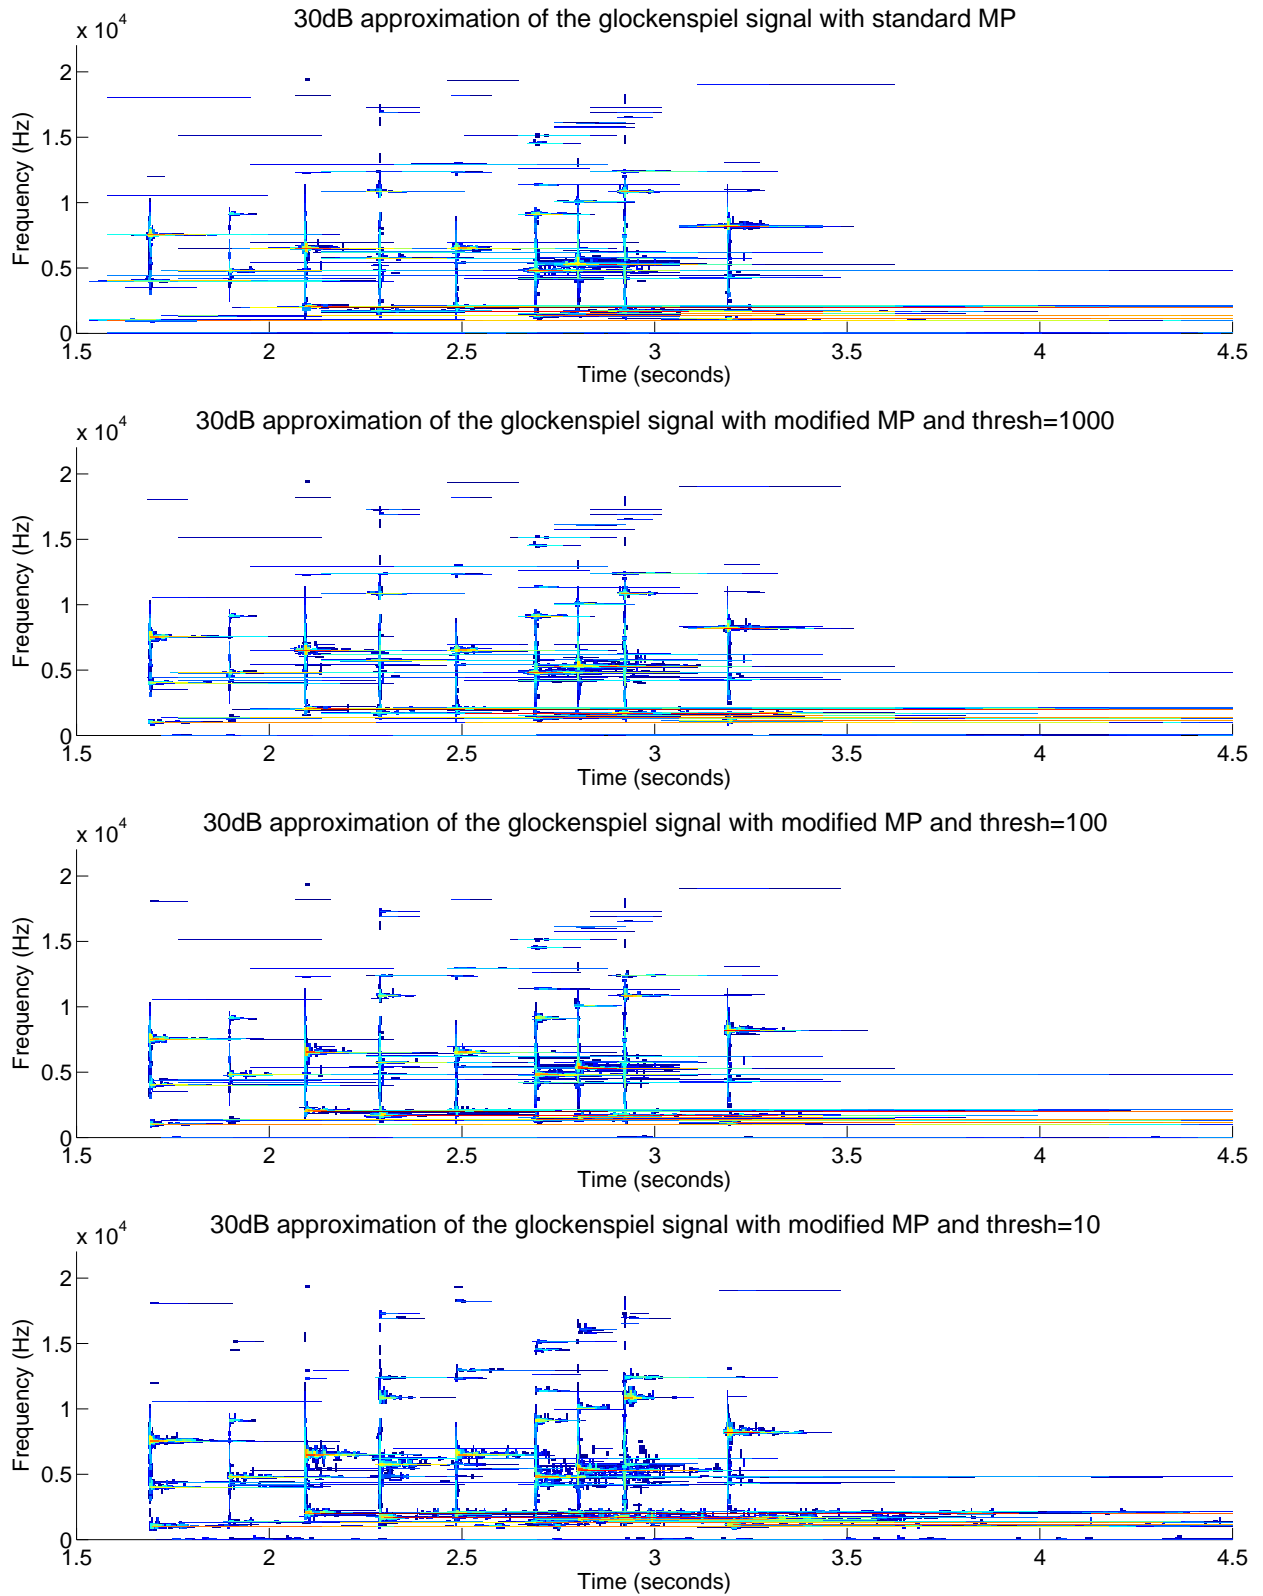 30dB approximation of the glockenspiel signal with standard MP
x 10^4
2
1.5
1
0.5
0
Frequency (Hz)
1.5 2 2.5 3 3.5 4 4.5
Time (seconds)
30dB approximation of the glockenspiel signal with modified MP and thresh=1000
x 10^4
2
1.5
1
0.5
0
Frequency (Hz)
1.5 2 2.5 3 3.5 4 4.5
Time (seconds)
30dB approximation of the glockenspiel signal with modified MP and thresh=100
x 10^4
2
1.5
1
0.5
0
Frequency (Hz)
1.5 2 2.5 3 3.5 4 4.5
Time (seconds)
30dB approximation of the glockenspiel signal with modified MP and thresh=10
x 10^4
2
1.5
1
0.5
0
Frequency (Hz)
1.5 2 2.5 3 3.5 4 4.5
Time (seconds)